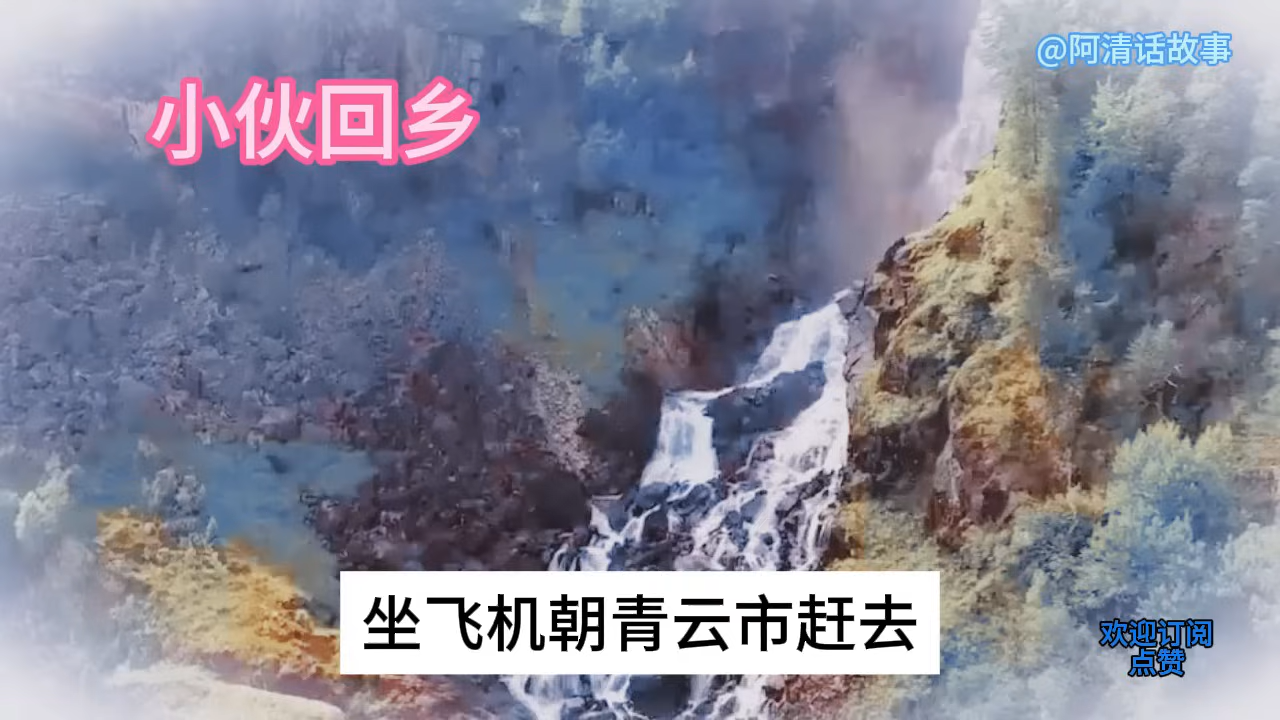 @阿清话故事
小伙回乡
坐飞机朝青云市赶去
欢迎订阅
点赞